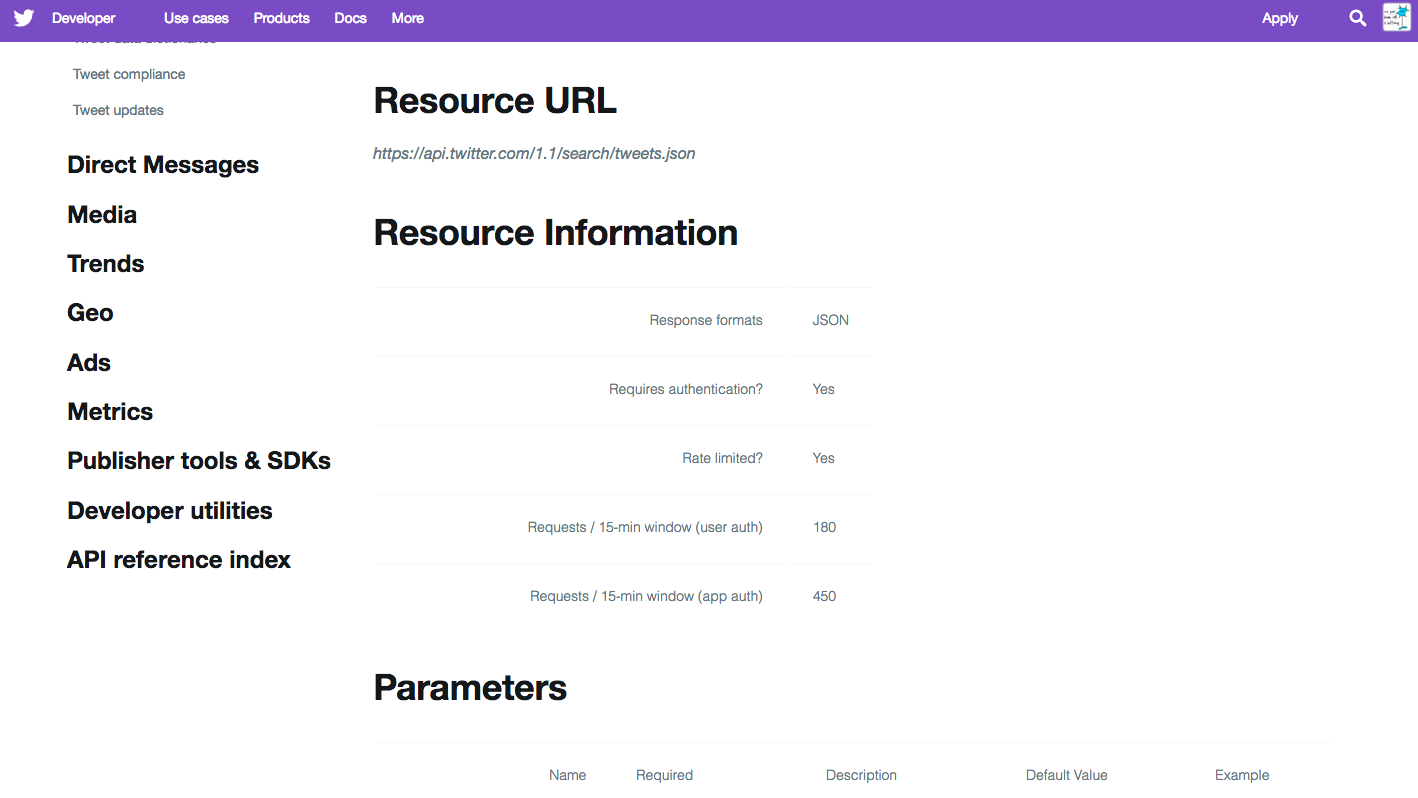 Developer Use cases Products Docs More Apply
Tweet compliance
Tweet updates
Direct Messages
Media
Trends
Geo
Ads
Metrics
Publisher tools & SDKs
Developer utilities
API reference index
Resource URL
https://api.twitter.com/1.1/search/tweets.json
Resource Information
Response formats JSON
Requires authentication? Yes
Rate limited? Yes
Requests / 15-min window (user auth) 180
Requests / 15-min window (app auth) 450
Parameters
Name Required Description Default Value Example